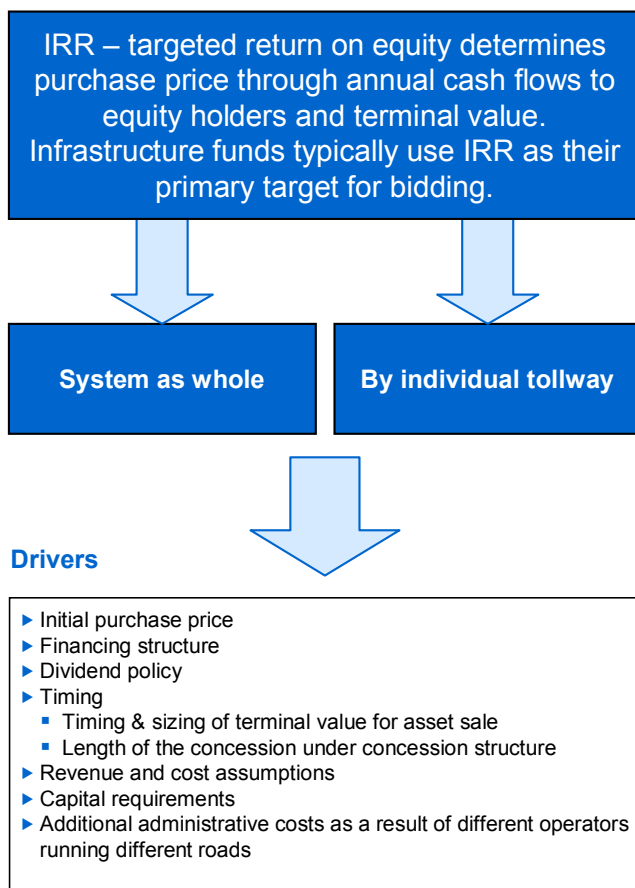 IRR – targeted return on equity determines
purchase price through annual cash flows to
equity holders and terminal value.
Infrastructure funds typically use IRR as their
primary target for bidding.
System as whole
By individual tollway
Drivers
Initial purchase price
Financing structure
Dividend policy
Timing
Timing & sizing of terminal value for asset sale
Length of the concession under concession structure
Revenue and cost assumptions
Capital requirements
Additional administrative costs as a result of different operators
running different roads